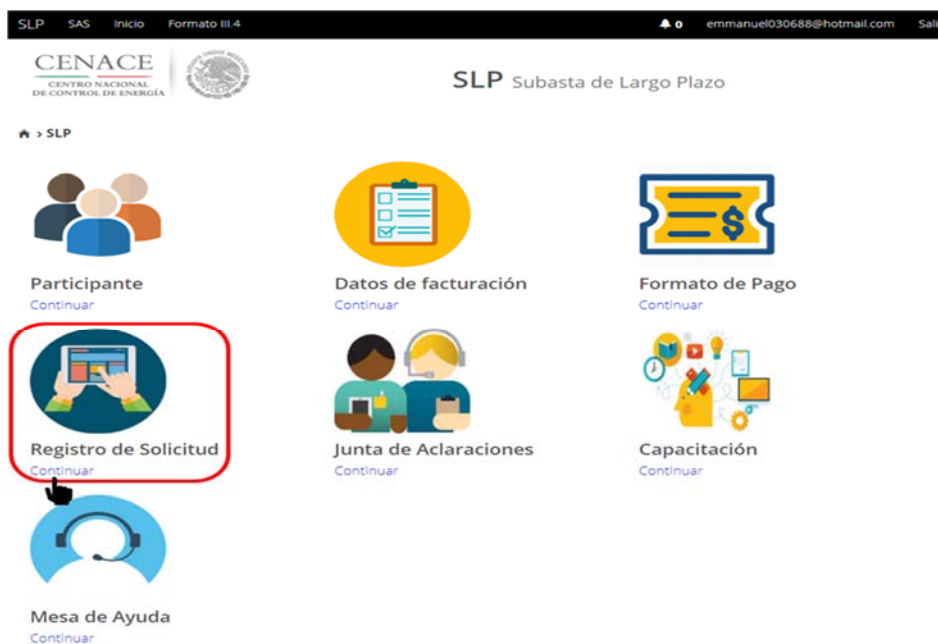 SLP SAS Inicio Formato III.4 0 emmanuel030688@hotmail.com Sali
CENACE
CENTRO NACIONAL
DE CONTROL DE ENERGÍA
SLP Subasta de Largo Plazo
> SLP
Participante
Continuar
Datos de facturación
Continuar
Formato de Pago
Continuar
Registro de Solicitud
Continuar
Junta de Aclaraciones
Continuar
Capacitación
Continuar
Mesa de Ayuda
Continuar